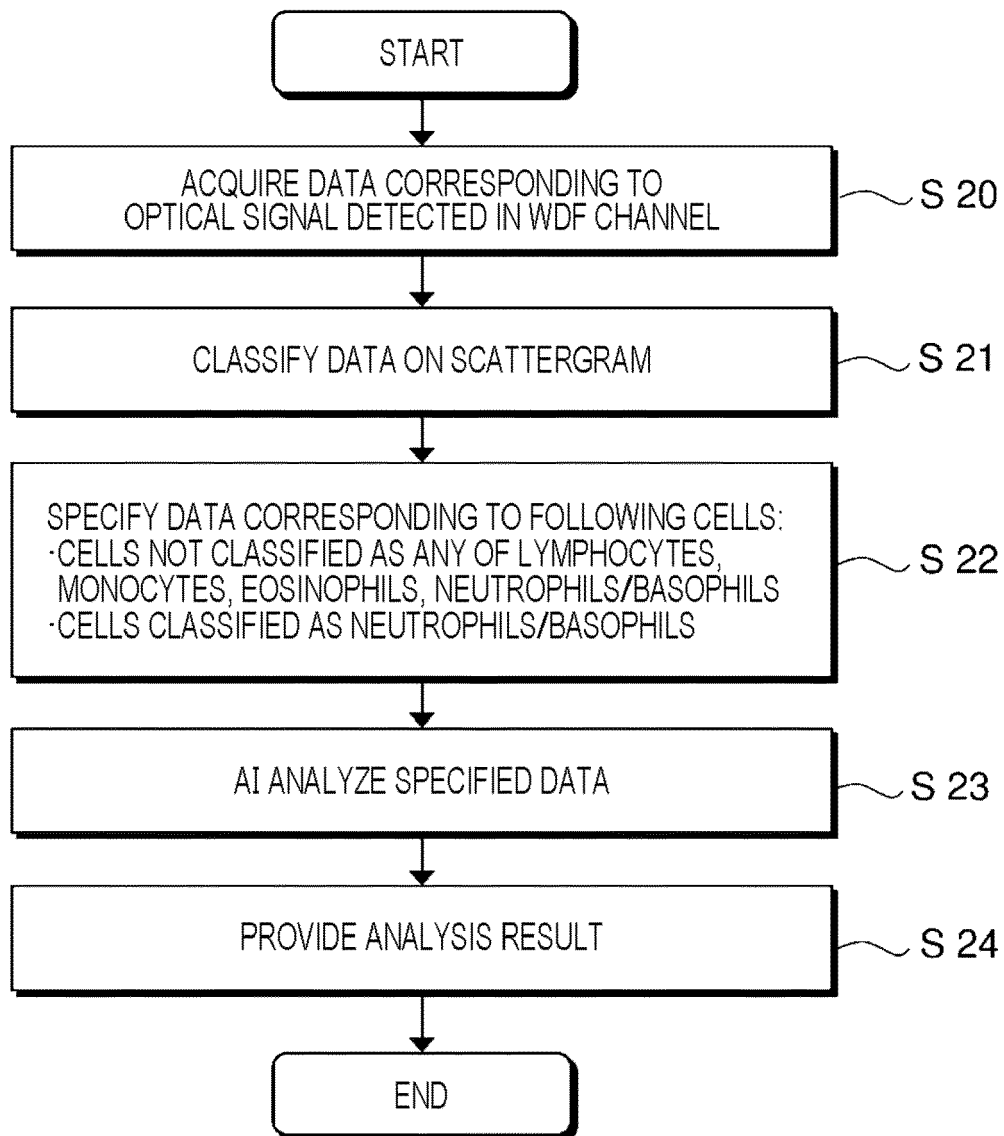 START
ACQUIRE DATA CORRESPONDING TO
OPTICAL SIGNAL DETECTED IN WDF CHANNEL
S 20
CLASSIFY DATA ON SCATTERGRAM
S 21
SPECIFY DATA CORRESPONDING TO FOLLOWING CELLS:
·CELLS NOT CLASSIFIED AS ANY OF LYMPHOCYTES,
MONOCYTES, EOSINOPHILS, NEUTROPHILS/BASOPHILS
·CELLS CLASSIFIED AS NEUTROPHILS/BASOPHILS
S 22
AI ANALYZE SPECIFIED DATA
S 23
PROVIDE ANALYSIS RESULT
S 24
END